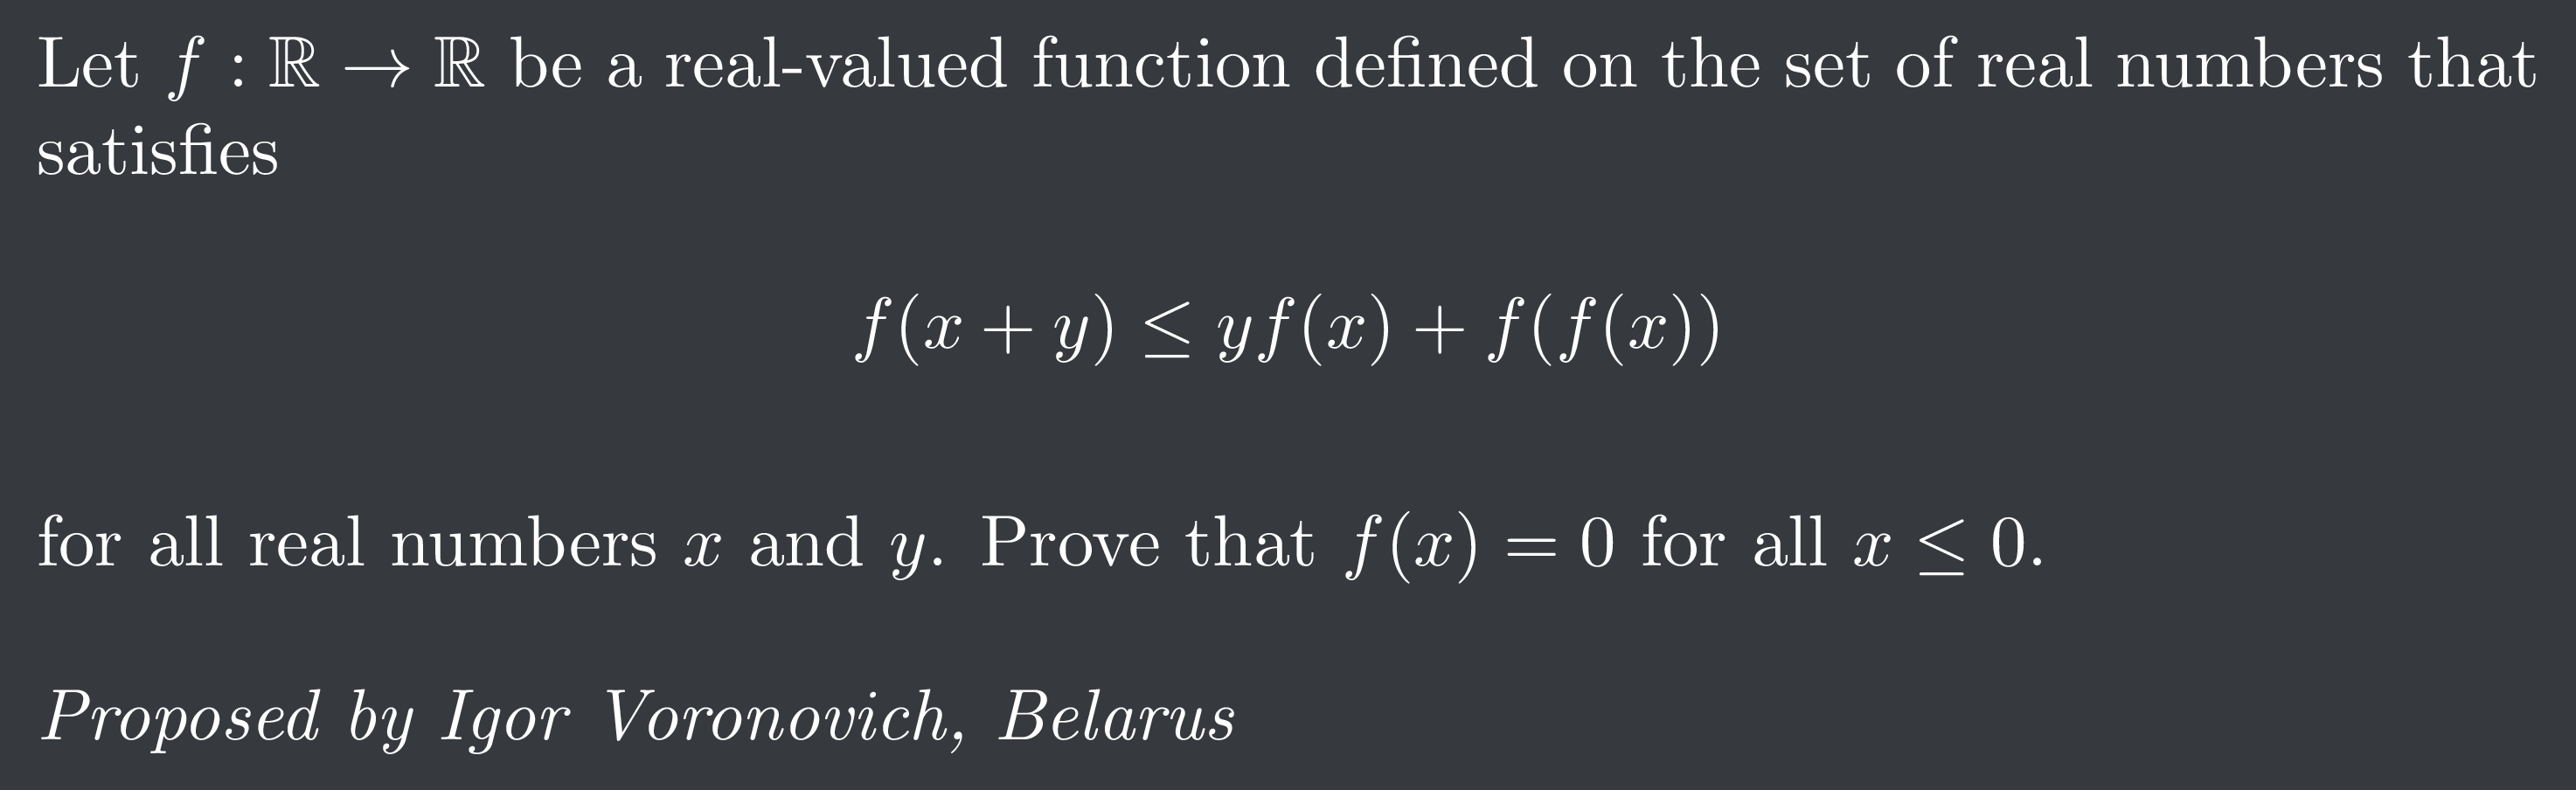 Let f : ℝ → ℝ be a real-valued function defined on the set of real numbers that
satisfies
f(x + y) ≤ yf(x) + f(f(x))
for all real numbers x and y. Prove that f(x) = 0 for all x ≤ 0.
Proposed by Igor Voronovich, Belarus